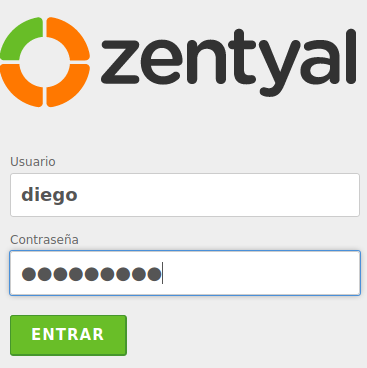 zentyal
Usuario
diego
Contraseña
●●●●●●●●●
ENTRAR